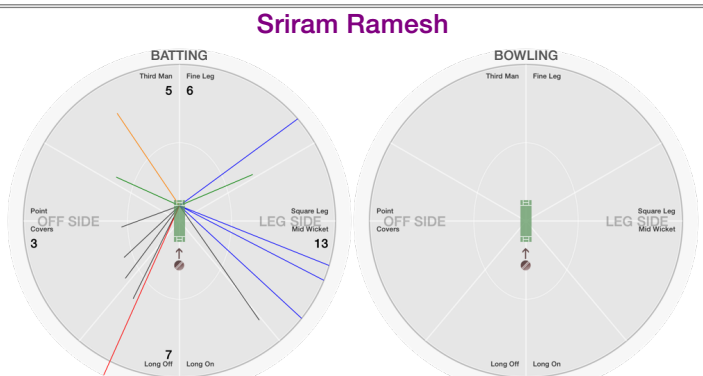 Sriram Ramesh
BATTING
Third Man Fine Leg
5 6
Point
OFF SIDE
Covers
3
Square Leg
LEG SIDE
Mid Wicket
13
7
Long Off Long On
BOWLING
Third Man Fine Leg
Point
OFF SIDE
Covers
Square Leg
LEG SIDE
Mid Wicket
Long Off Long On